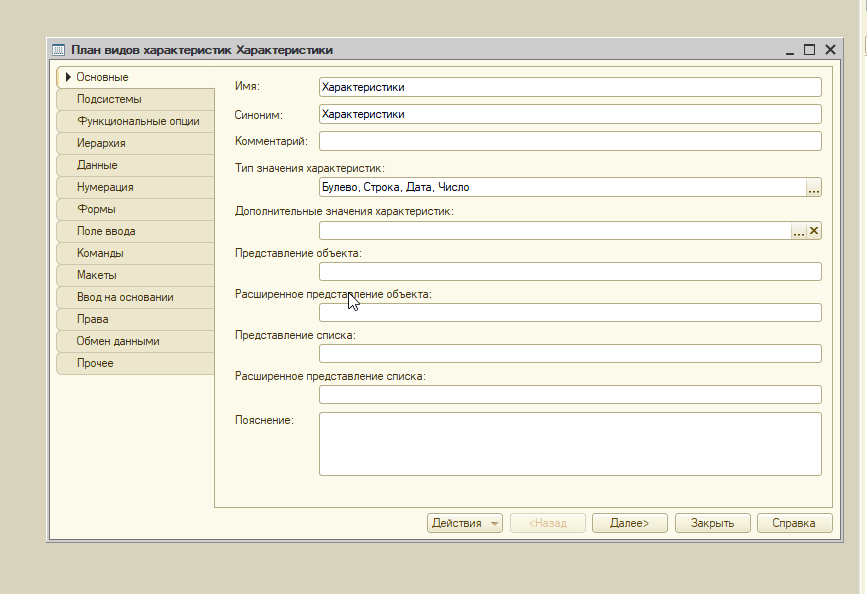 План видов характеристик Характеристики
Основные
Подсистемы
Функциональные опции
Иерархия
Данные
Нумерация
Формы
Поле ввода
Команды
Макеты
Ввод на основании
Права
Обмен данными
Прочее
Имя: Характеристики
Синоним: Характеристики
Комментарий:
Тип значения характеристик:
Булево, Строка, Дата, Число ...
Дополнительные значения характеристик:
...
Представление объекта:
Расширенное представление объекта:
Представление списка:
Расширенное представление списка:
Пояснение:
Действия <Назад Далее> Закрыть Справка